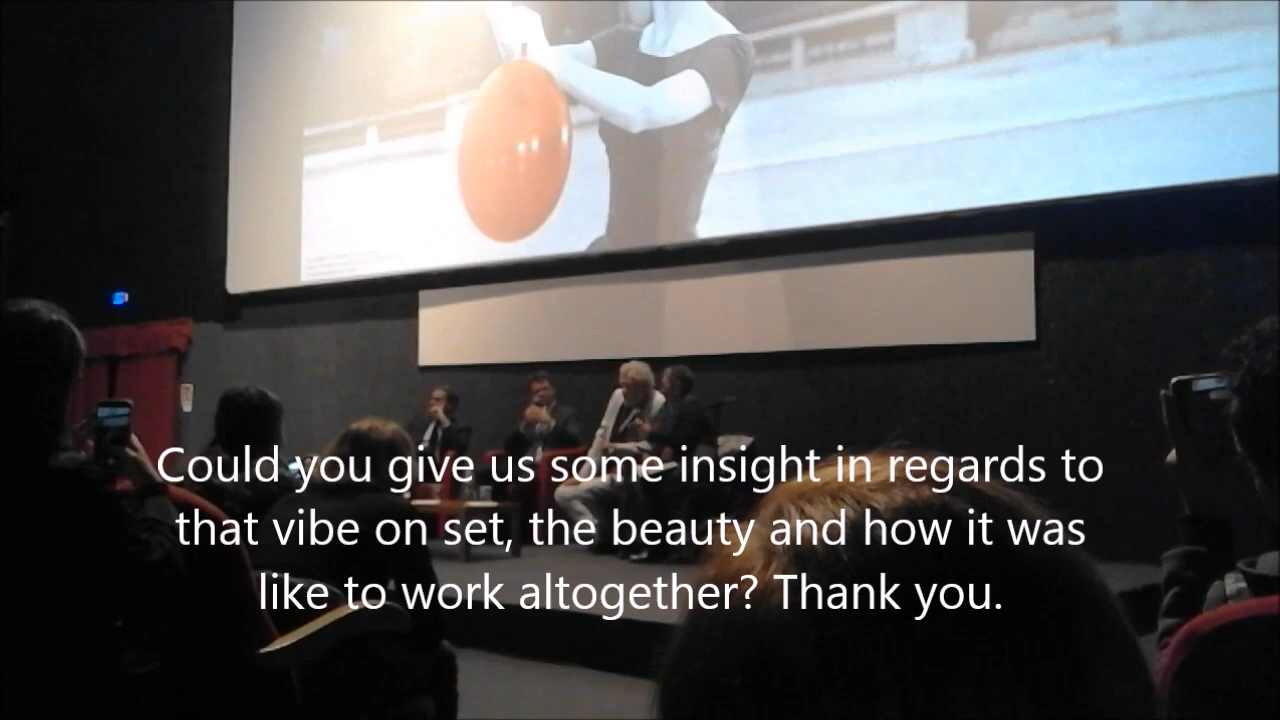 Could you give us some insight in regards to
that vibe on set, the beauty and how it was
like to work altogether? Thank you.